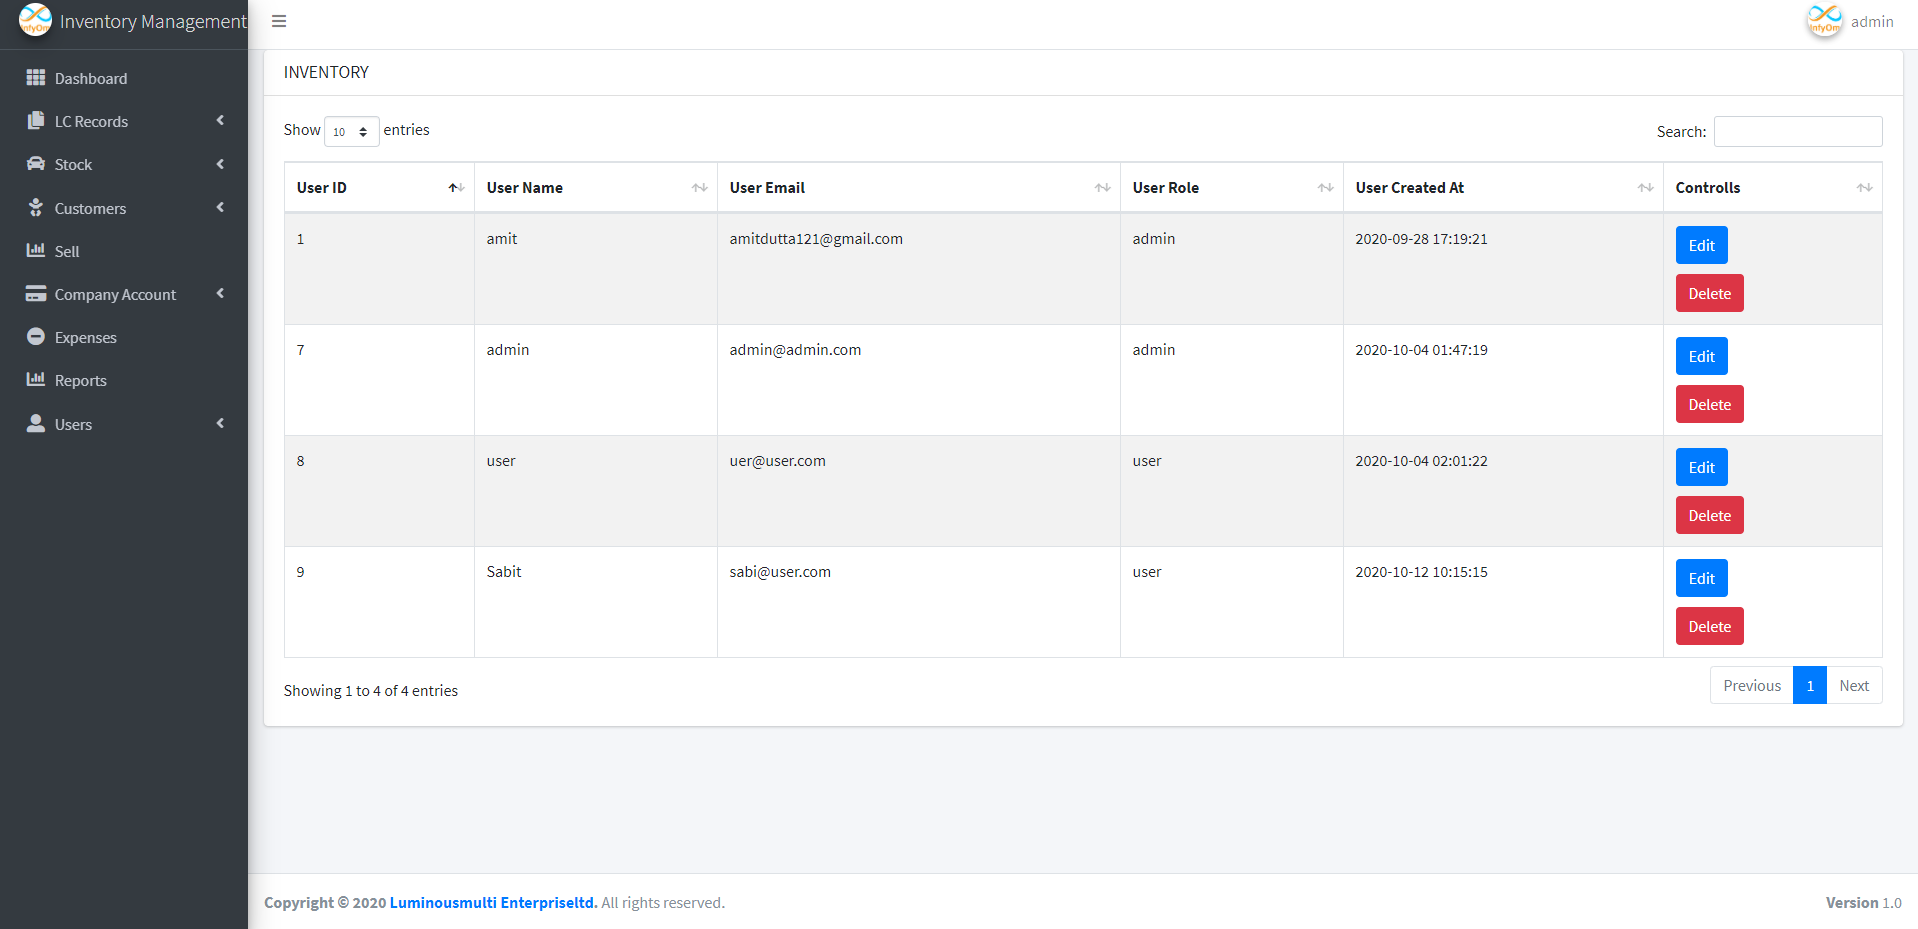 InfyOm
Inventory Management
InfyOm
admin
Dashboard
LC Records
Stock
Customers
Sell
Company Account
Expenses
Reports
Users
INVENTORY
Show 10 entries
Search:
User ID User Name User Email User Role User Created At Controlls
1 amit amitdutta121@gmail.com admin 2020-09-28 17:19:21 Edit
Delete
7 admin admin@admin.com admin 2020-10-04 01:47:19 Edit
Delete
8 user uer@user.com user 2020-10-04 02:01:22 Edit
Delete
9 Sabit sabi@user.com user 2020-10-12 10:15:15 Edit
Delete
Showing 1 to 4 of 4 entries
Previous 1 Next
Copyright © 2020 Luminousmulti Enterpriseltd. All rights reserved.
Version 1.0